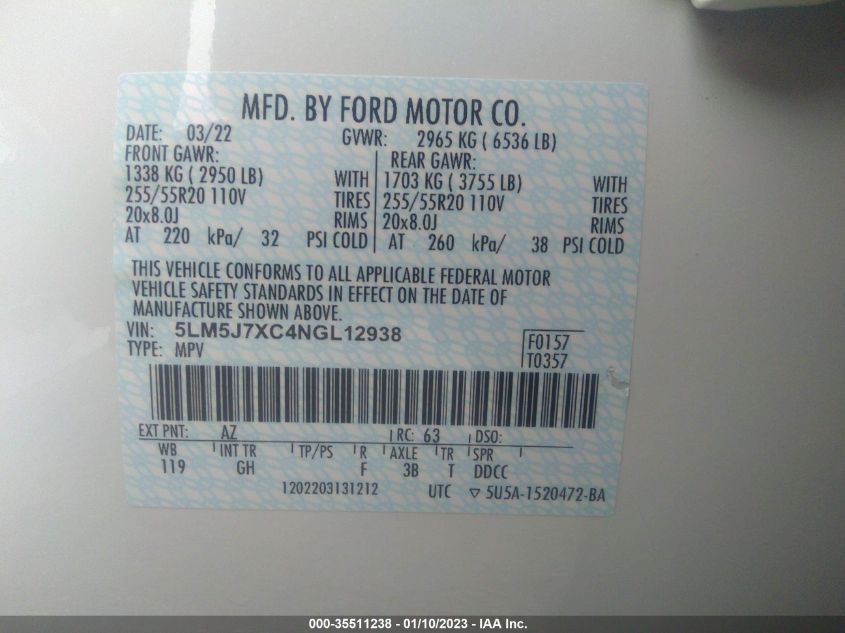 MFD. BY FORD MOTOR CO.
DATE: 03/22 GVWR: 2965 KG ( 6536 LB)
FRONT GAWR: REAR GAWR:
1338 KG ( 2950 LB) WITH 1703 KG ( 3755 LB) WITH
255/55R20 110V TIRES 255/55R20 110V TIRES
20x8.0J RIMS 20x8.0J RIMS
AT 220 kPa/ 32 PSI COLD AT 260 kPa/ 38 PSI COLD
THIS VEHICLE CONFORMS TO ALL APPLICABLE FEDERAL MOTOR
VEHICLE SAFETY STANDARDS IN EFFECT ON THE DATE OF
MANUFACTURE SHOWN ABOVE.
VIN: 5LM5J7XC4NGL12938
TYPE: MPV
F0157
T0357
EXT PNT: AZ RC: 63 DSO:
WB INT TR TP/PS R AXLE TR SPR
119 GH F 3B T DDCC
1202203131212 UTC ▽ 5U5A-1520472-BA
000-35511238 - 01/10/2023 - IAA Inc.